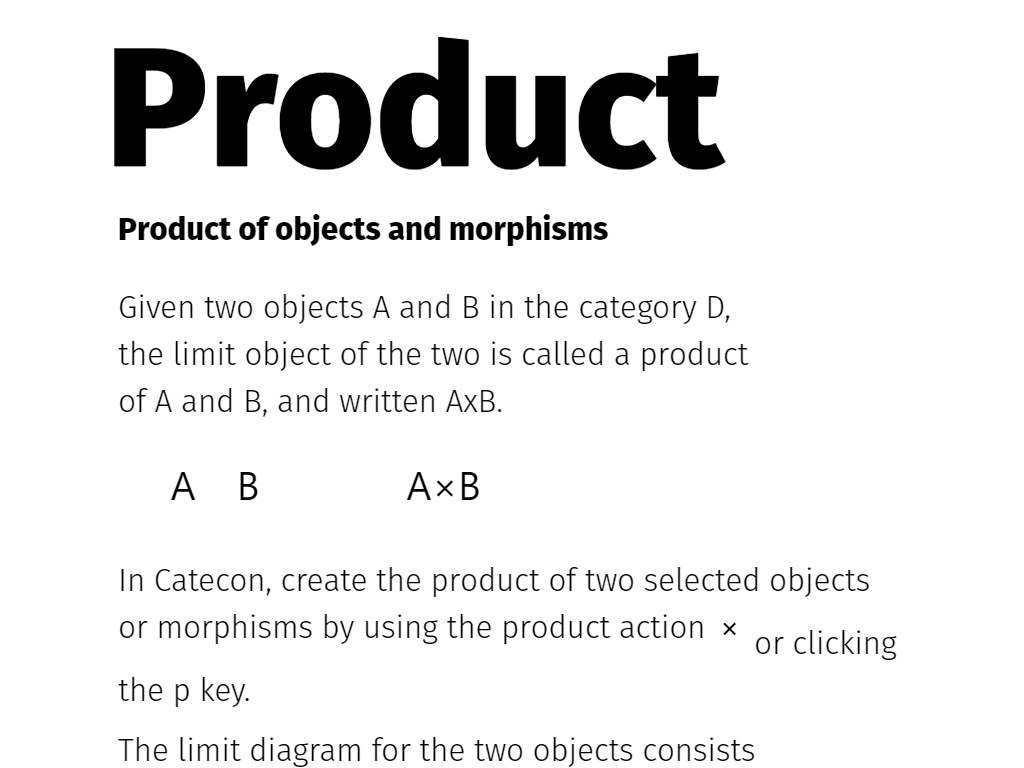 Product
Product of objects and morphisms
Given two objects A and B in the category D,
the limit object of the two is called a product
of A and B, and written AxB.
A B A×B
In Catecon, create the product of two selected objects
or morphisms by using the product action × or clicking
the p key.
The limit diagram for the two objects consists